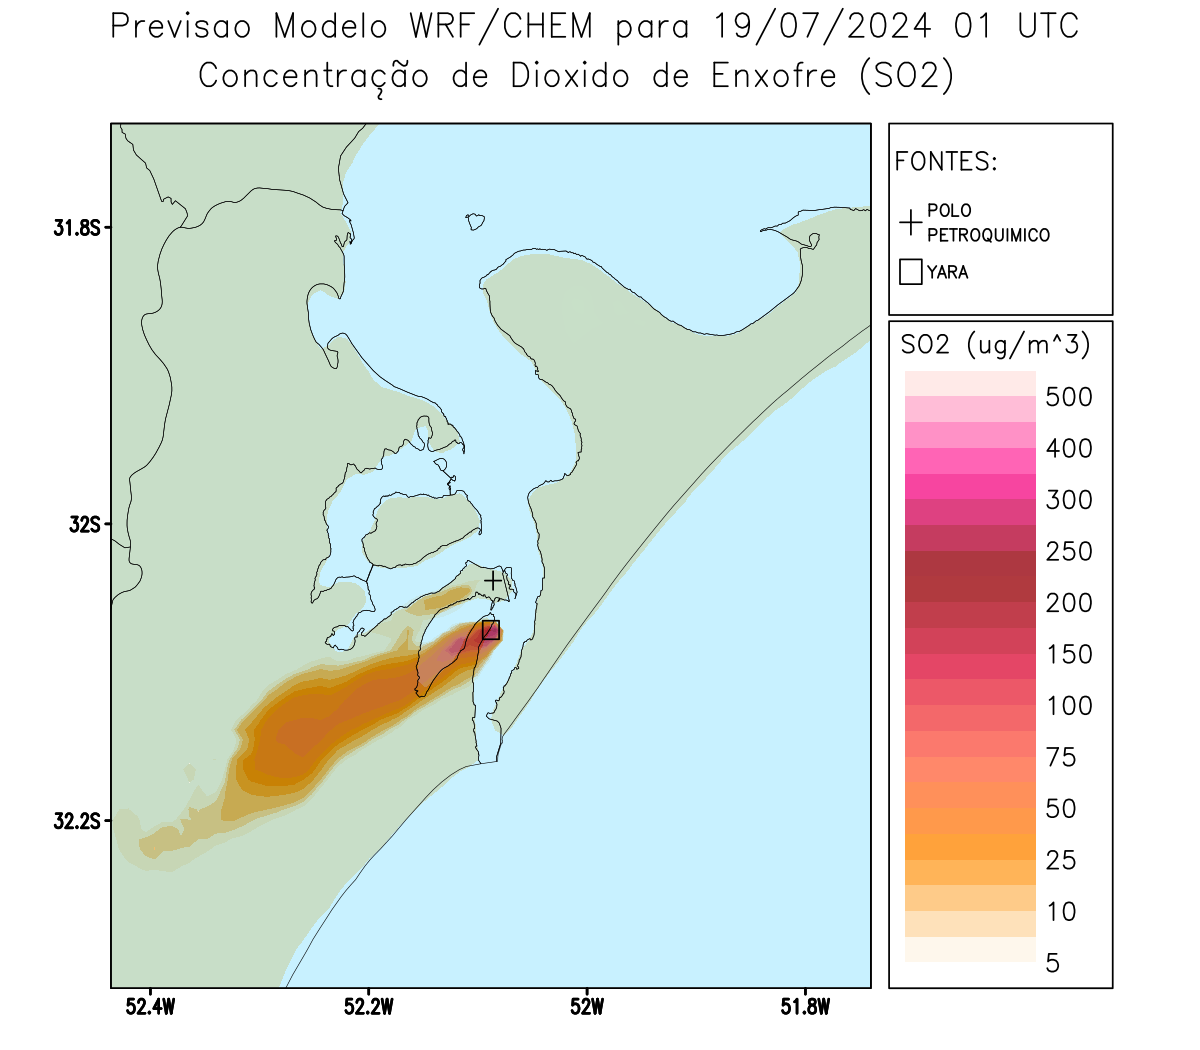 Previsao Modelo WRF/CHEM para 19/07/2024 01 UTC
Concentração de Dioxido de Enxofre (SO2)
FONTES:
POLO
PETROQUIMICO
YARA
31.8S
32S
32.2S
52.4W
52.2W
52W
51.8W
SO2 (ug/m^3)
500
400
300
250
200
150
100
75
50
25
10
5